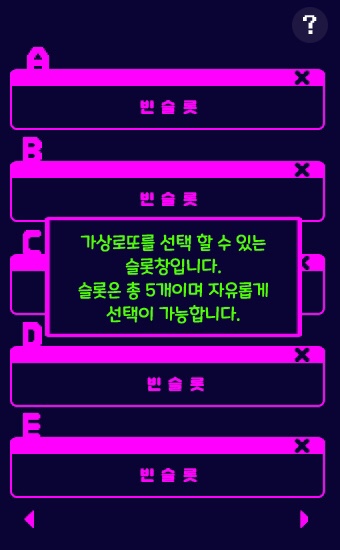 ?
A
X
빈 슬 롯
B
X
빈 슬 롯
C
가상로또를 선택 할 수 있는
슬롯창입니다.
슬롯은 총 5개이며 자유롭게
선택이 가능합니다.
D
X
빈 슬 롯
E
X
빈 슬 롯